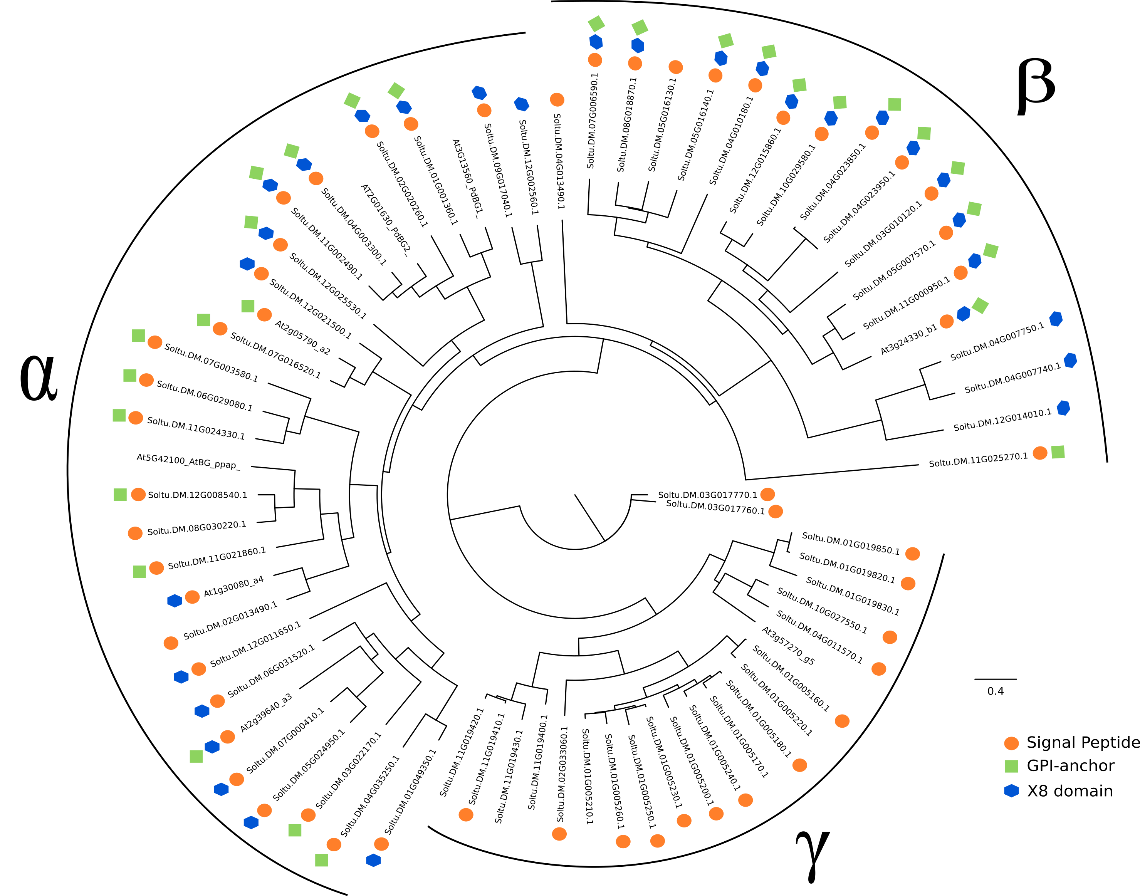 α
β
γ
Soltu.DM.07G006590.1
Soltu.DM.08G018870.1
Soltu.DM.05G016130.1
Soltu.DM.05G016140.1
Soltu.DM.04G010180.1
Soltu.DM.12G015860.1
Soltu.DM.10G029580.1
Soltu.DM.04G023850.1
Soltu.DM.04G023950.1
Soltu.DM.03G010120.1
Soltu.DM.05G007570.1
Soltu.DM.11G000950.1
At3g24330_b1
Soltu.DM.04G007750.1
Soltu.DM.04G007740.1
Soltu.DM.12G014010.1
Soltu.DM.11G025270.1
Soltu.DM.03G017770.1
Soltu.DM.03G017760.1
Soltu.DM.01G019850.1
Soltu.DM.01G019820.1
Soltu.DM.01G019830.1
Soltu.DM.10G027550.1
Soltu.DM.04G011570.1
At3g57270_g5
Soltu.DM.01G005160.1
Soltu.DM.01G005220.1
Soltu.DM.01G005180.1
Soltu.DM.01G005170.1
Soltu.DM.01G005240.1
Soltu.DM.01G005200.1
Soltu.DM.01G005230.1
Soltu.DM.01G005250.1
Soltu.DM.01G005260.1
Soltu.DM.01G005210.1
Soltu.DM.02G033060.1
Soltu.DM.11G019400.1
Soltu.DM.11G019430.1
Soltu.DM.11G019410.1
Soltu.DM.11G019420.1
Soltu.DM.01G049350.1
Soltu.DM.04G035250.1
Soltu.DM.03G022170.1
Soltu.DM.05G024950.1
Soltu.DM.07G000410.1
At2g39640_a3
Soltu.DM.06G031520.1
Soltu.DM.12G011650.1
Soltu.DM.02G013490.1
At1g30080_a4
Soltu.DM.11G021860.1
Soltu.DM.08G030220.1
Soltu.DM.12G008540.1
At5G42100_AtBG_ppap_
Soltu.DM.11G024330.1
Soltu.DM.06G029080.1
Soltu.DM.07G003580.1
Soltu.DM.07G016520.1
At2g05790_a2
Soltu.DM.12G021500.1
Soltu.DM.12G025530.1
Soltu.DM.11G002490.1
Soltu.DM.04G003300.1
AT2G01630_PdBG2_
Soltu.DM.02G020260.1
Soltu.DM.01G001360.1
At3G13560_PdBG1_
Soltu.DM.09G017040.1
Soltu.DM.12G002560.1
Soltu.DM.04G013490.1
0.4
Signal Peptide
GPI-anchor
X8 domain